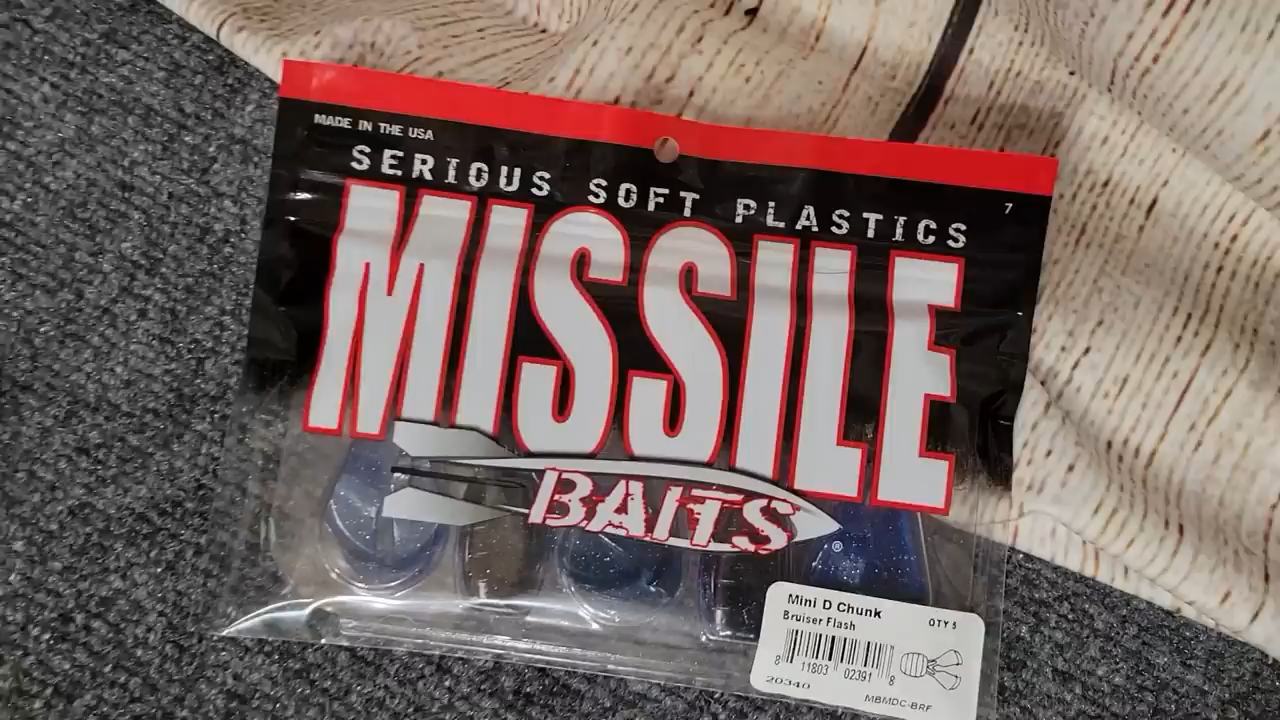 MADE IN THE USA
SERIOUS SOFT PLASTICS
7
MISSILE
BAITS
®
Mini D Chunk
Bruiser Flash
QTY 5
8 11803 02391 8
20340
MBMDC-BRF